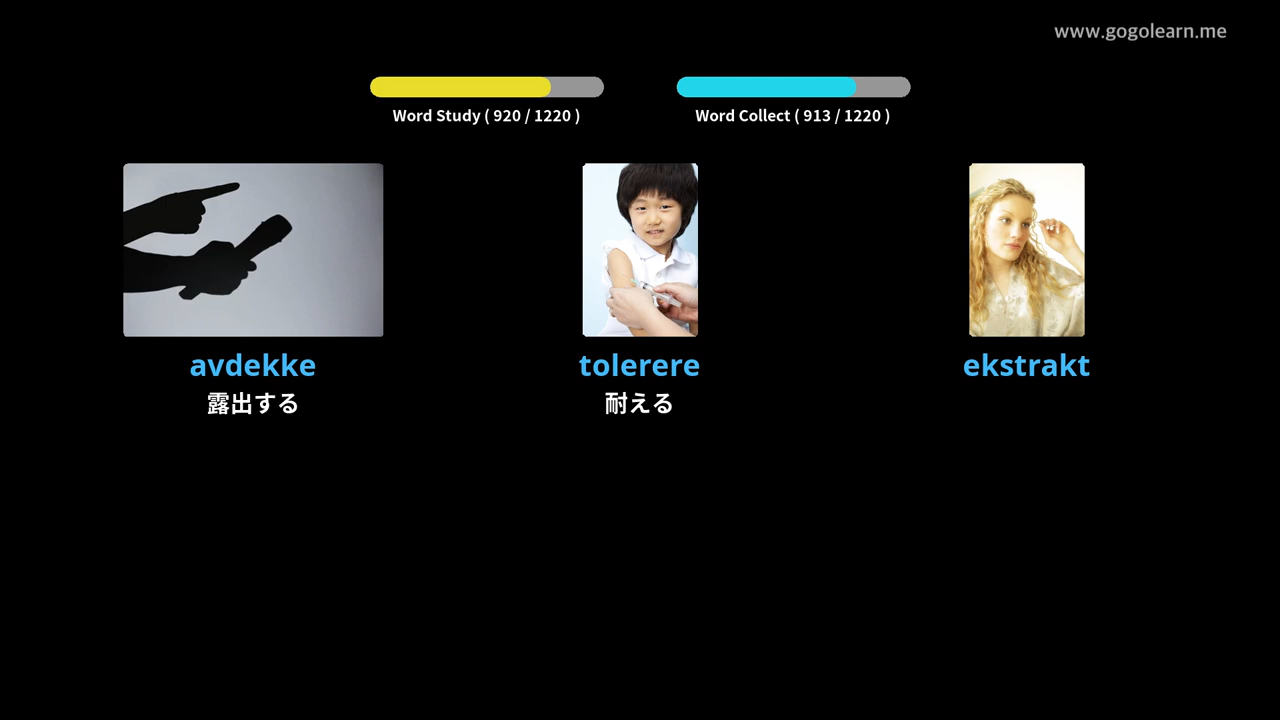 www.gogolearn.me
Word Study ( 920 / 1220 )
Word Collect ( 913 / 1220 )
avdekke
露出する
tolerere
耐える
ekstrakt